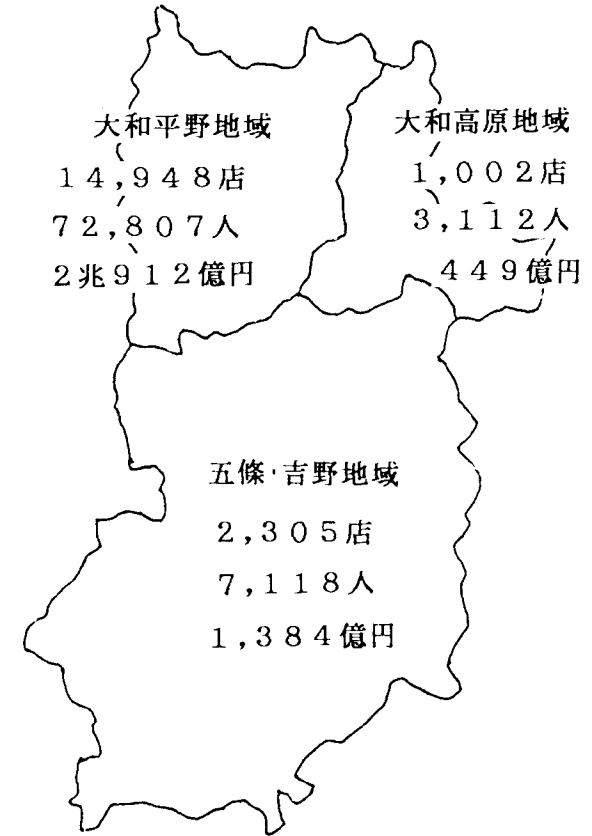 大和平野地域
１４,９４８店
７２,８０７人
２兆９１２億円
大和高原地域
１,００２店
３,１１２人
４４９億円
五條·吉野地域
２,３０５店
７,１１８人
１,３８４億円